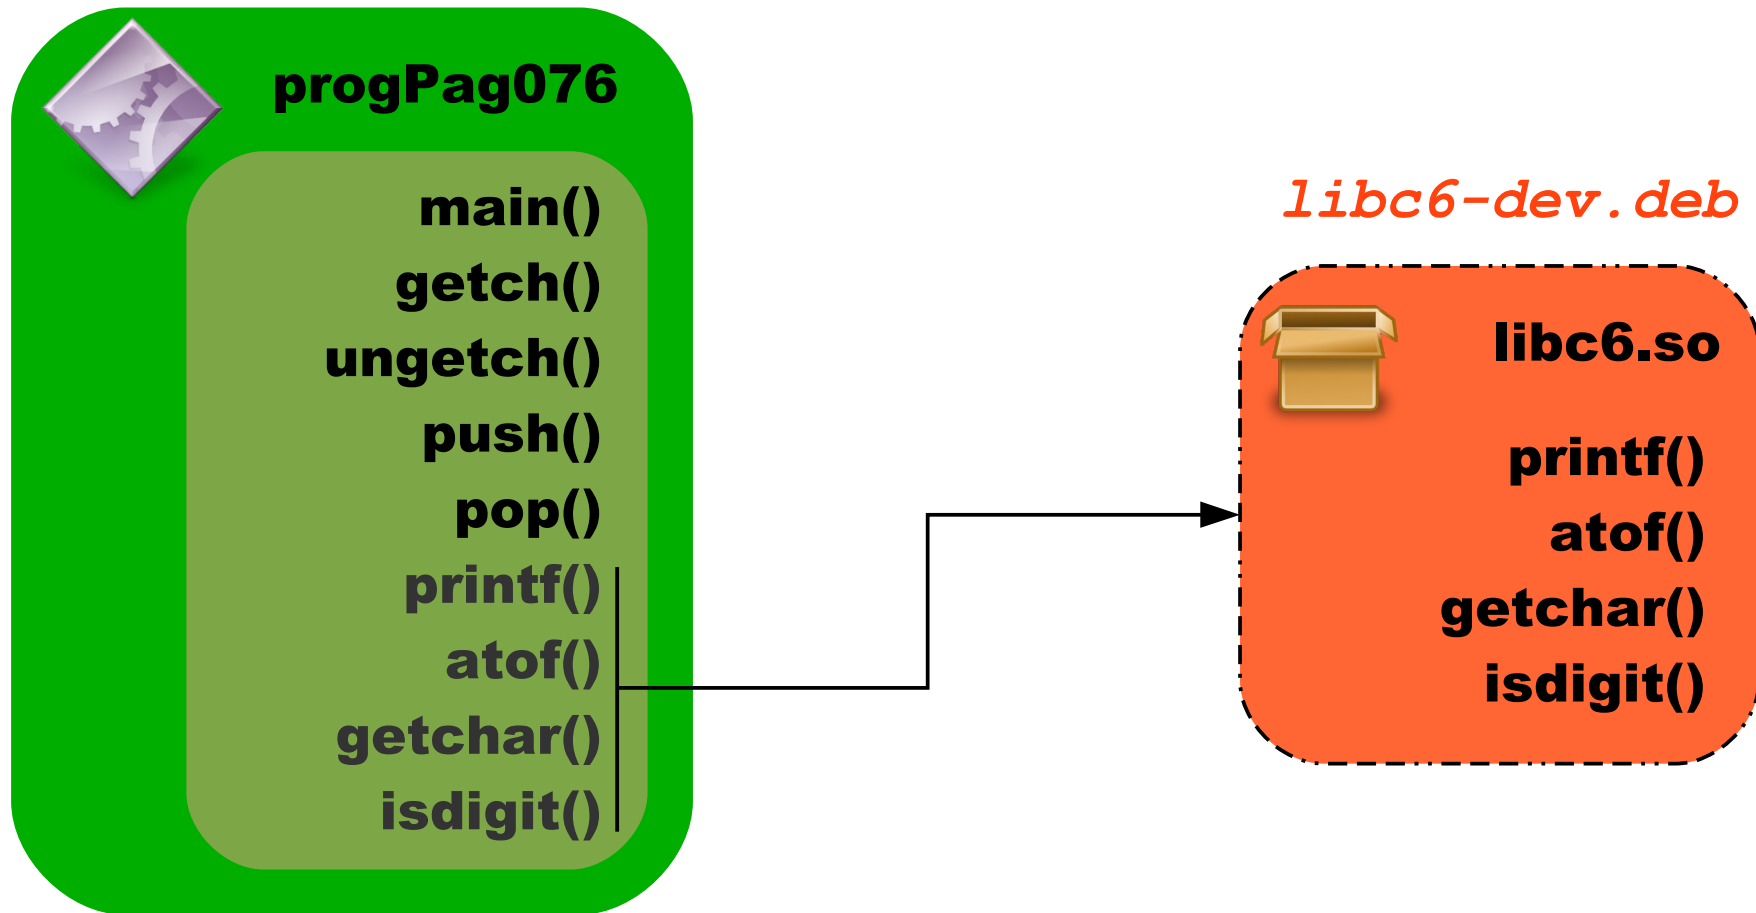 progPag076
main()
getch()
ungetch()
push()
pop()
printf()
atof()
getchar()
isdigit()
libc6-dev.deb
libc6.so
printf()
atof()
getchar()
isdigit()